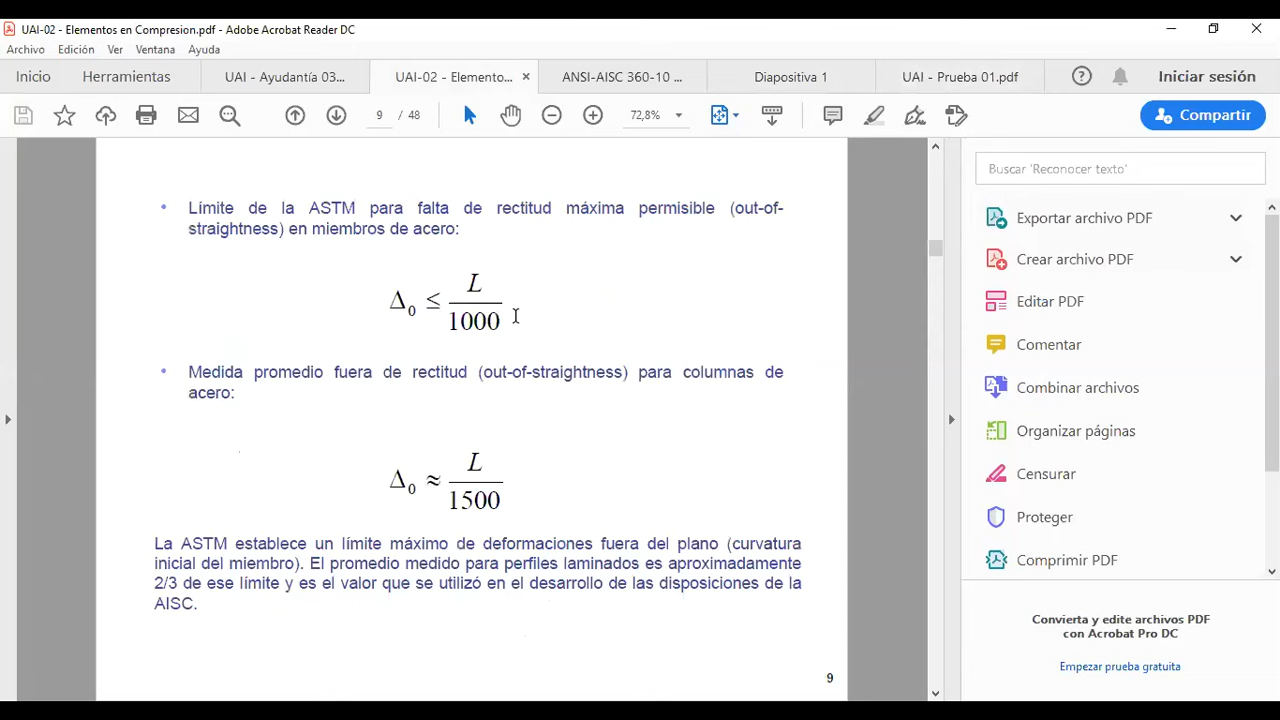 UAI-02 - Elementos en Compresion.pdf - Adobe Acrobat Reader DC
Archivo Edición Ver Ventana Ayuda
Inicio Herramientas UAI - Ayudantía 03... UAI-02 - Elemento... × ANSI-AISC 360-10 ... Diapositiva 1 UAI - Prueba 01.pdf Iniciar sesión
9 / 48 72,8% Compartir
• Límite de la ASTM para falta de rectitud máxima permisible (out-of-
straightness) en miembros de acero:
Δ₀ ≤ L/1000
• Medida promedio fuera de rectitud (out-of-straightness) para columnas de
acero:
Δ₀ ≈ L/1500
La ASTM establece un límite máximo de deformaciones fuera del plano (curvatura
inicial del miembro). El promedio medido para perfiles laminados es aproximadamente
2/3 de ese límite y es el valor que se utilizó en el desarrollo de las disposiciones de la
AISC.
9
Buscar 'Reconocer texto'
Exportar archivo PDF
Crear archivo PDF
Editar PDF
Comentar
Combinar archivos
Organizar páginas
Censurar
Proteger
Comprimir PDF
Convierta y edite archivos PDF
con Acrobat Pro DC
Empezar prueba gratuita